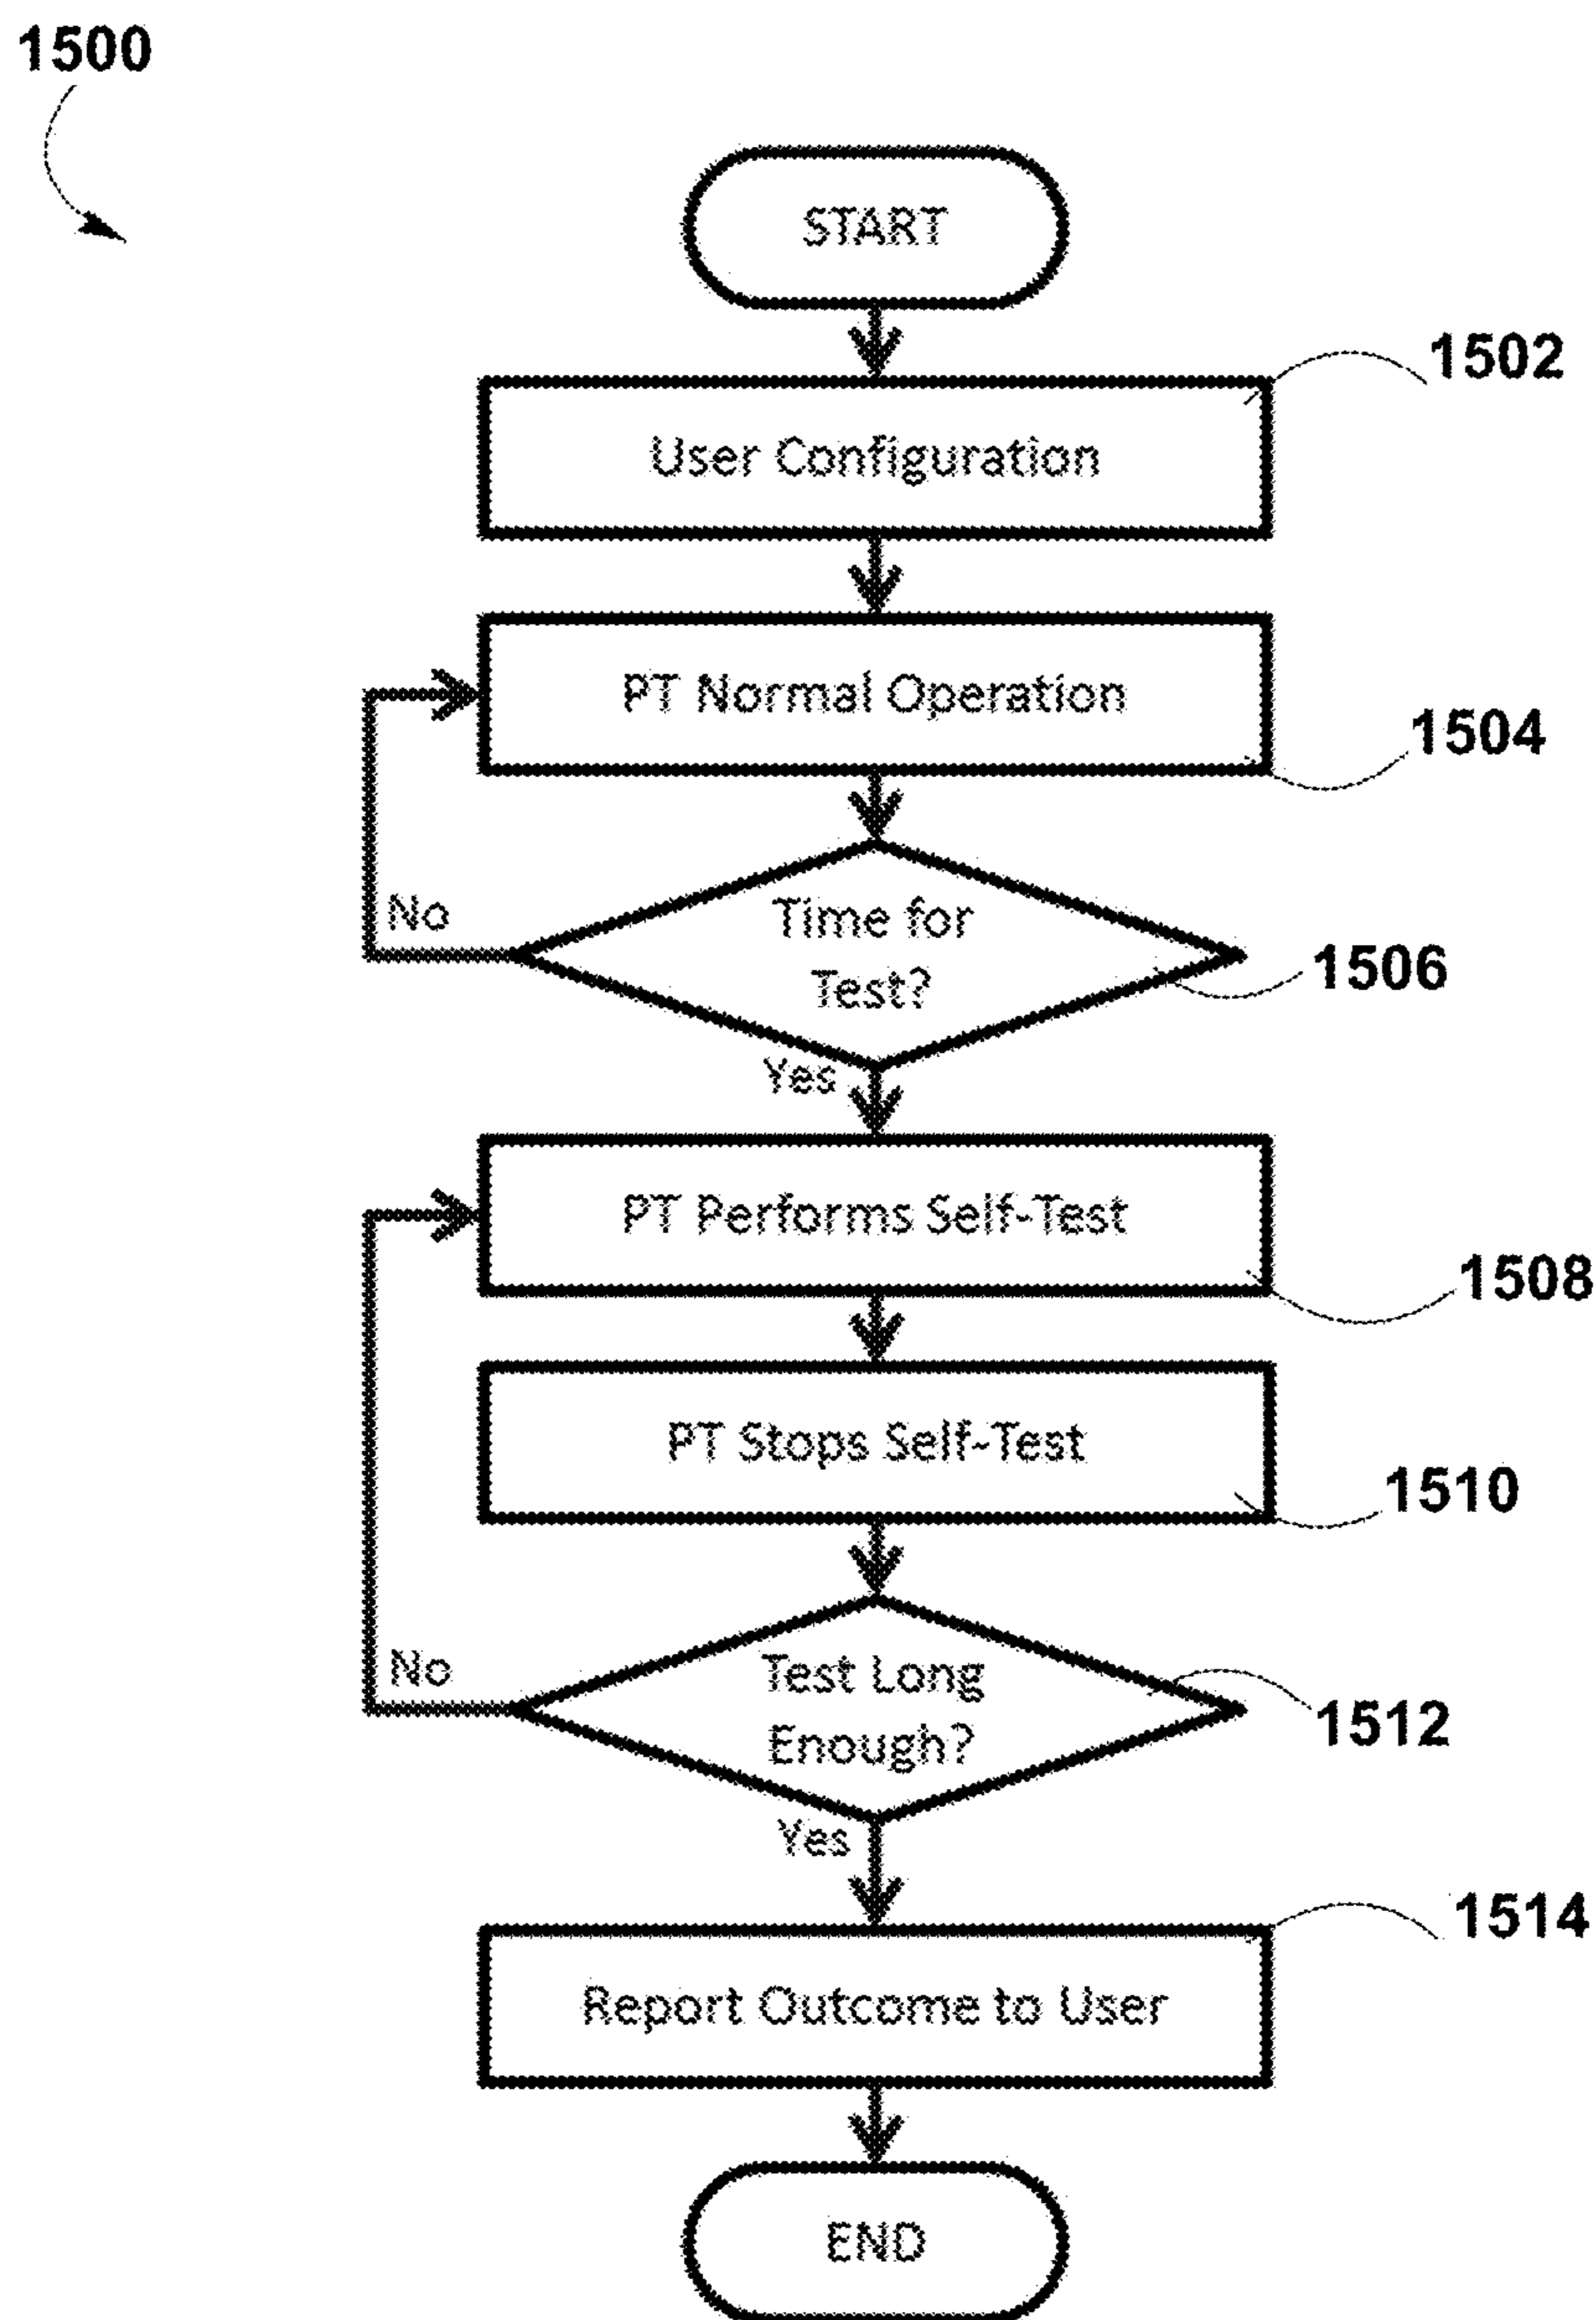 1500
START
1502
User Configuration
PT Normal Operation
1504
No
Time for
Test?
1506
Yes
PT Performs Self-Test
1508
PT Stops Self-Test
1510
No
Test Long
Enough?
1512
Yes
1514
Report Outcome to User
END